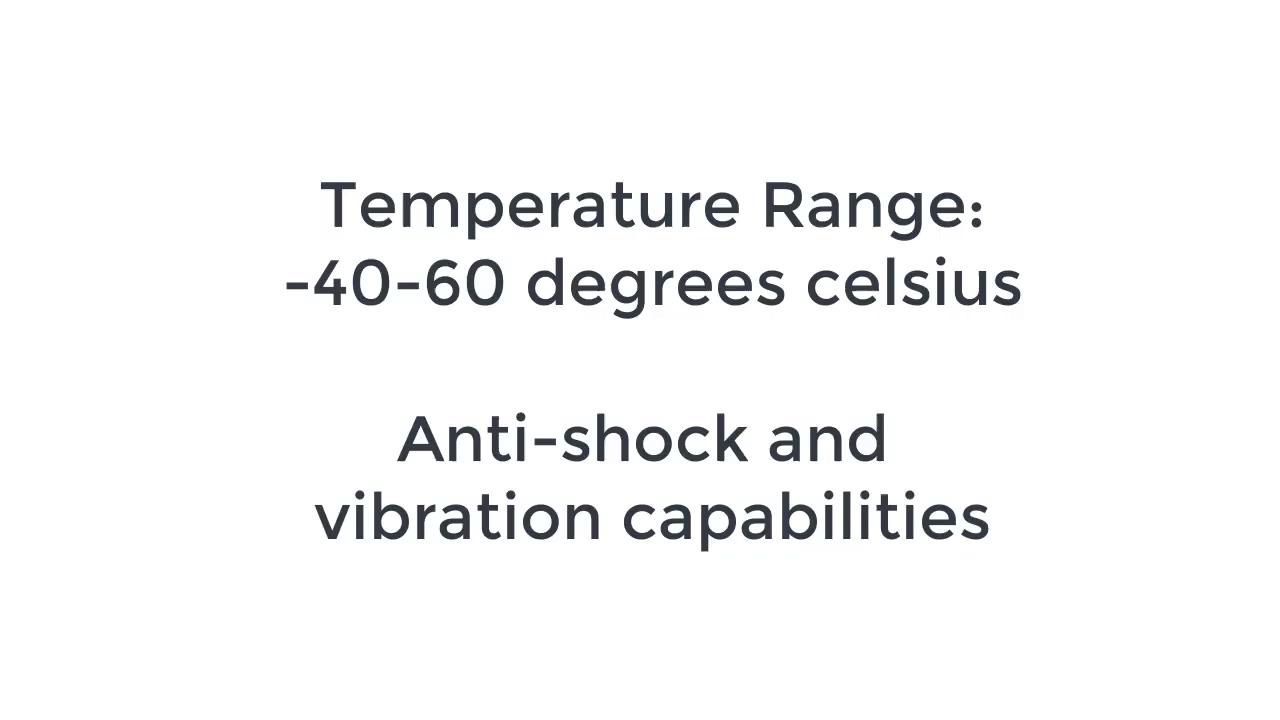 Temperature Range:
-40-60 degrees celsius
Anti-shock and
vibration capabilities